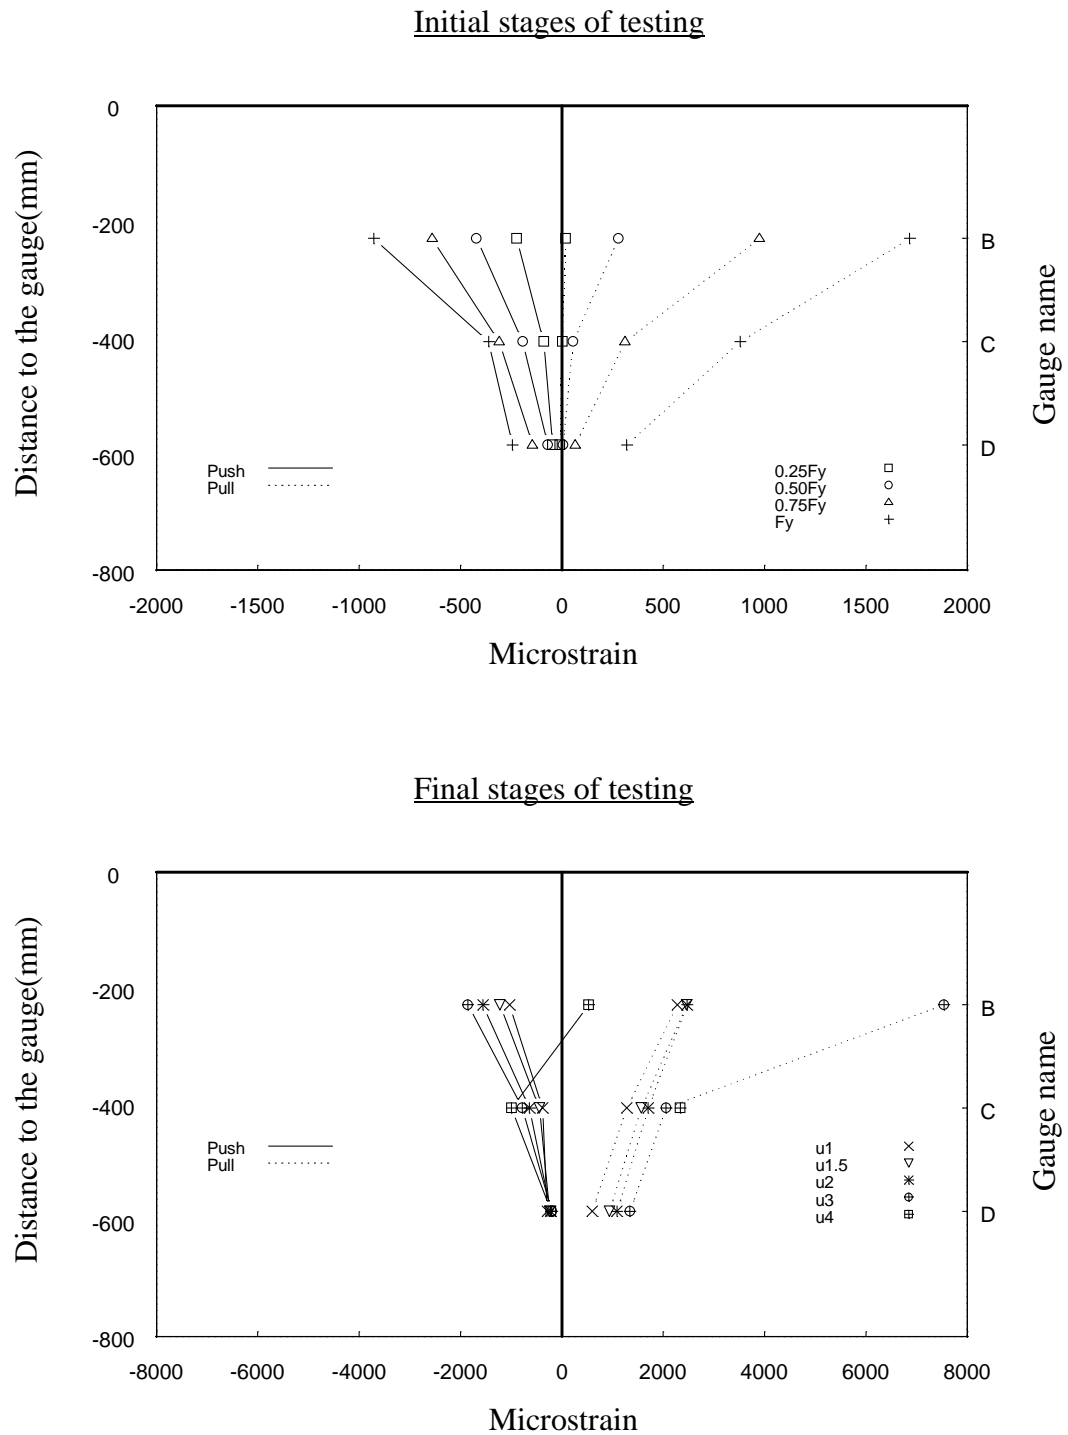 Initial stages of testing
0
-200
-400
-600
-800
Distance to the gauge(mm)
B
C
D
Gauge name
Push
Pull
0.25Fy
0.50Fy
0.75Fy
Fy
-2000 -1500 -1000 -500 0 500 1000 1500 2000
Microstrain
Final stages of testing
0
-200
-400
-600
-800
Distance to the gauge(mm)
B
C
D
Gauge name
Push
Pull
u1
u1.5
u2
u3
u4
-8000 -6000 -4000 -2000 0 2000 4000 6000 8000
Microstrain